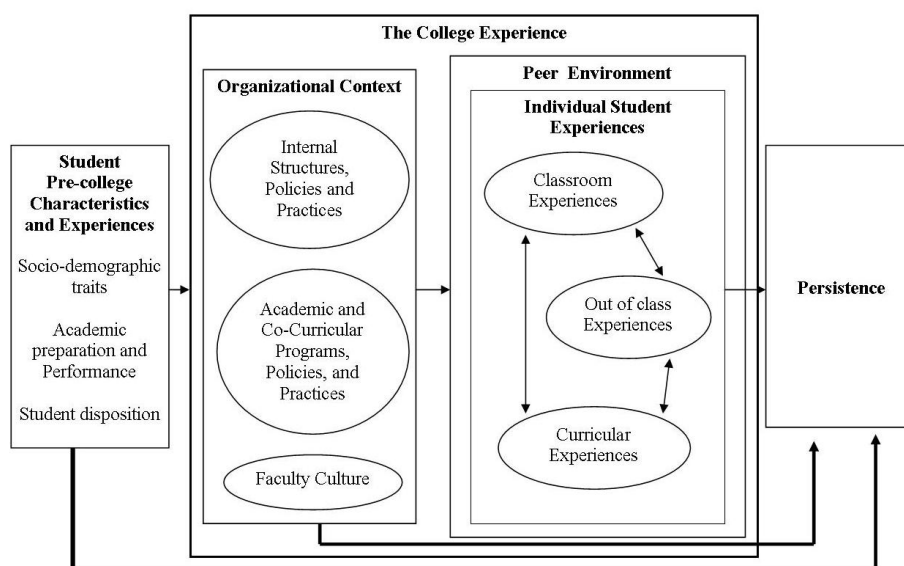 The College Experience
Student
Pre-college
Characteristics
and Experiences
Socio-demographic
traits
Academic
preparation and
Performance
Student disposition
Organizational Context
Internal
Structures,
Policies and
Practices
Academic and
Co-Curricular
Programs,
Policies, and
Practices
Faculty Culture
Peer Environment
Individual Student
Experiences
Classroom
Experiences
Out of class
Experiences
Curricular
Experiences
Persistence